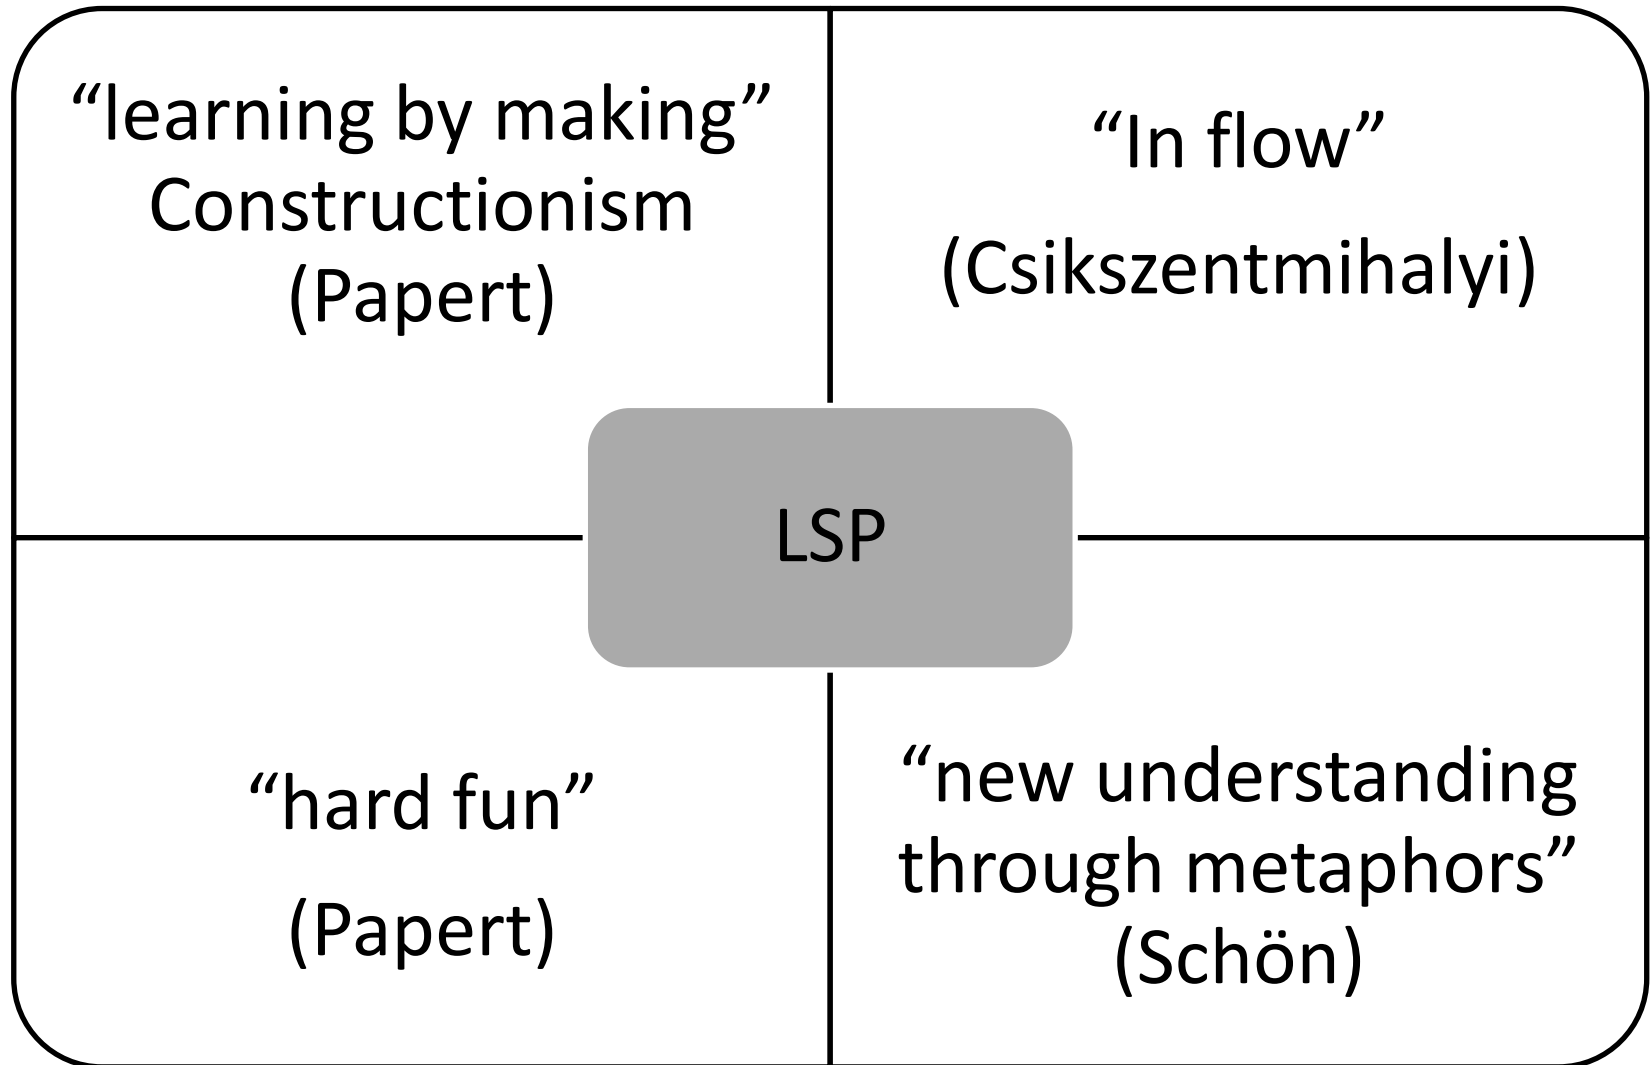 “learning by making”
Constructionism
(Papert)
“In flow”
(Csikszentmihalyi)
LSP
“hard fun”
(Papert)
“new understanding
through metaphors”
(Schön)